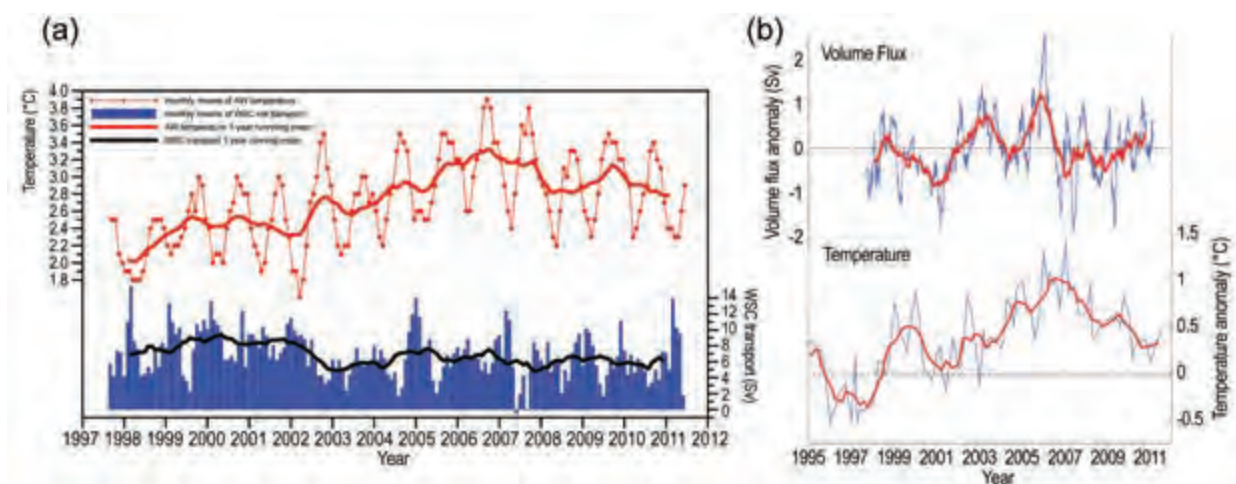 (a)
Temperature (°C)
4.0
3.8
3.6
3.4
3.2
3.0
2.8
2.6
2.4
2.2
2.0
1.8
monthly means of AW temperature
monthly means of WSC net transport
AW temperature 1-year running mean
WSC transport 1-year running mean
14
12
10
8
6
4
2
0
WSC transport (Sv)
1997 1998 1999 2000 2001 2002 2003 2004 2005 2006 2007 2008 2009 2010 2011 2012
Year
(b)
Volume Flux
Volume flux anomaly (Sv)
2
1
0
-1
-2
Temperature
1.5
1
0.5
0
-0.5
Temperature anomaly (°C)
1995 1997 1999 2001 2003 2005 2007 2009 2011
Year